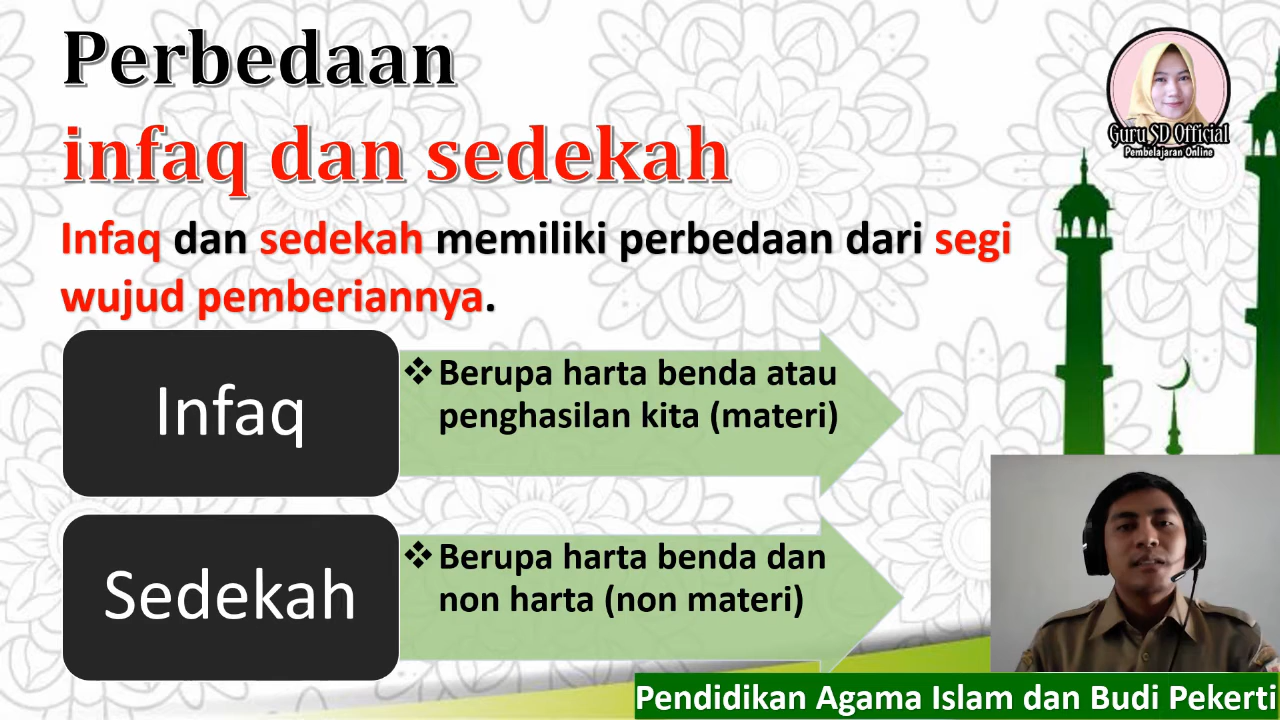 Perbedaan
infaq dan sedekah
Guru SD Official
Pembelajaran Online
Infaq dan sedekah memiliki perbedaan dari segi
wujud pemberiannya.
Infaq
❖ Berupa harta benda atau
penghasilan kita (materi)
Sedekah
❖ Berupa harta benda dan
non harta (non materi)
Pendidikan Agama Islam dan Budi Pekerti